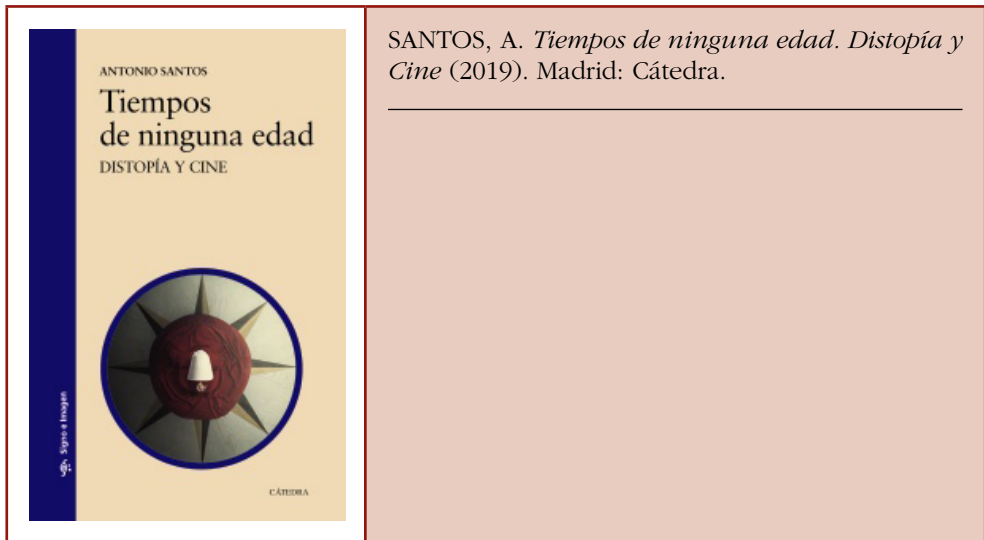 ANTONIO SANTOS
Tiempos
de ninguna edad
DISTOPÍA Y CINE
Signo e Imagen
CÁTEDRA
SANTOS, A. Tiempos de ninguna edad. Distopía y
Cine (2019). Madrid: Cátedra.